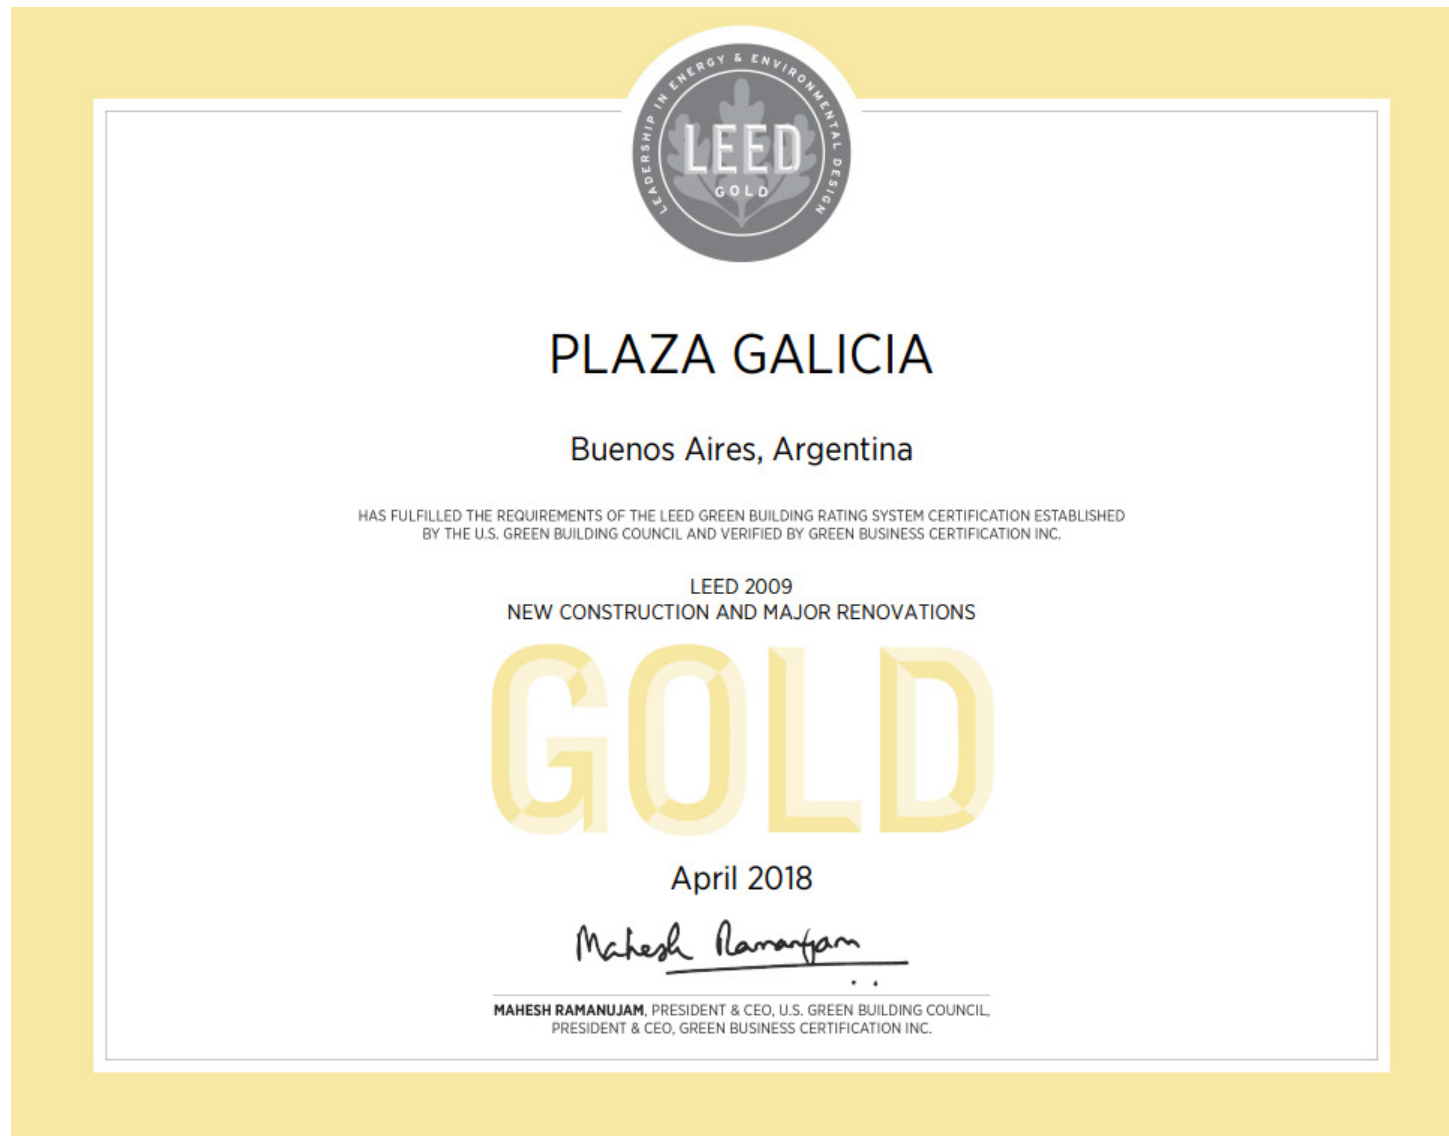 LEADERSHIP IN ENERGY & ENVIRONMENTAL DESIGN
LEED
GOLD
PLAZA GALICIA
Buenos Aires, Argentina
HAS FULFILLED THE REQUIREMENTS OF THE LEED GREEN BUILDING RATING SYSTEM CERTIFICATION ESTABLISHED
BY THE U.S. GREEN BUILDING COUNCIL AND VERIFIED BY GREEN BUSINESS CERTIFICATION INC.
LEED 2009
NEW CONSTRUCTION AND MAJOR RENOVATIONS
GOLD
April 2018
Mahesh Ramanujam
MAHESH RAMANUJAM, PRESIDENT & CEO, U.S. GREEN BUILDING COUNCIL,
PRESIDENT & CEO, GREEN BUSINESS CERTIFICATION INC.